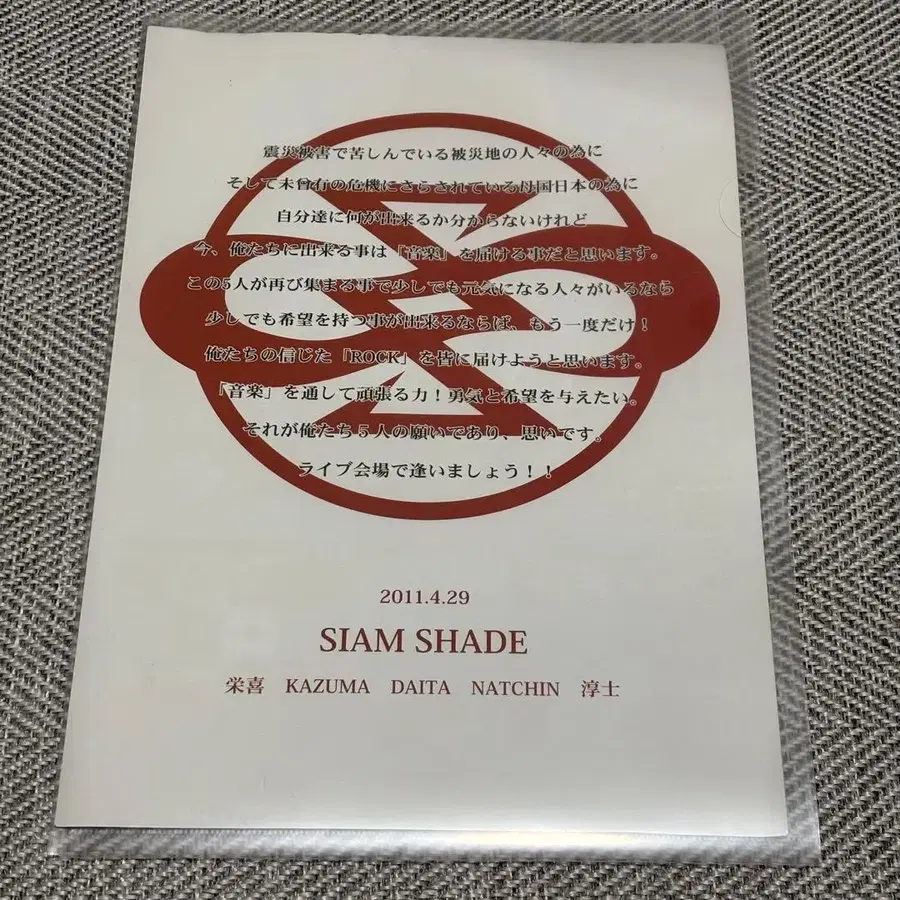 震災被害で苦しんでいる被災地の人々の為に
そして未曾有の危機にさらされている母国日本の為に
自分達に何が出来るか分からないけれど
今、俺たちに出来る事は「音楽」を届ける事だと思います。
この5人が再び集まる事で少しでも元気になる人々がいるなら
少しでも希望を持つ事が出来るならば、もう一度だけ!
俺たちの信じた「ROCK」を皆に届けようと思います。
「音楽」を通して頑張る力!勇気と希望を与えたい。
それが俺たち5人の願いであり、思いです。
ライブ会場で逢いましょう!!
2011.4.29
SIAM SHADE
栄喜 KAZUMA DAITA NATCHIN 淳士